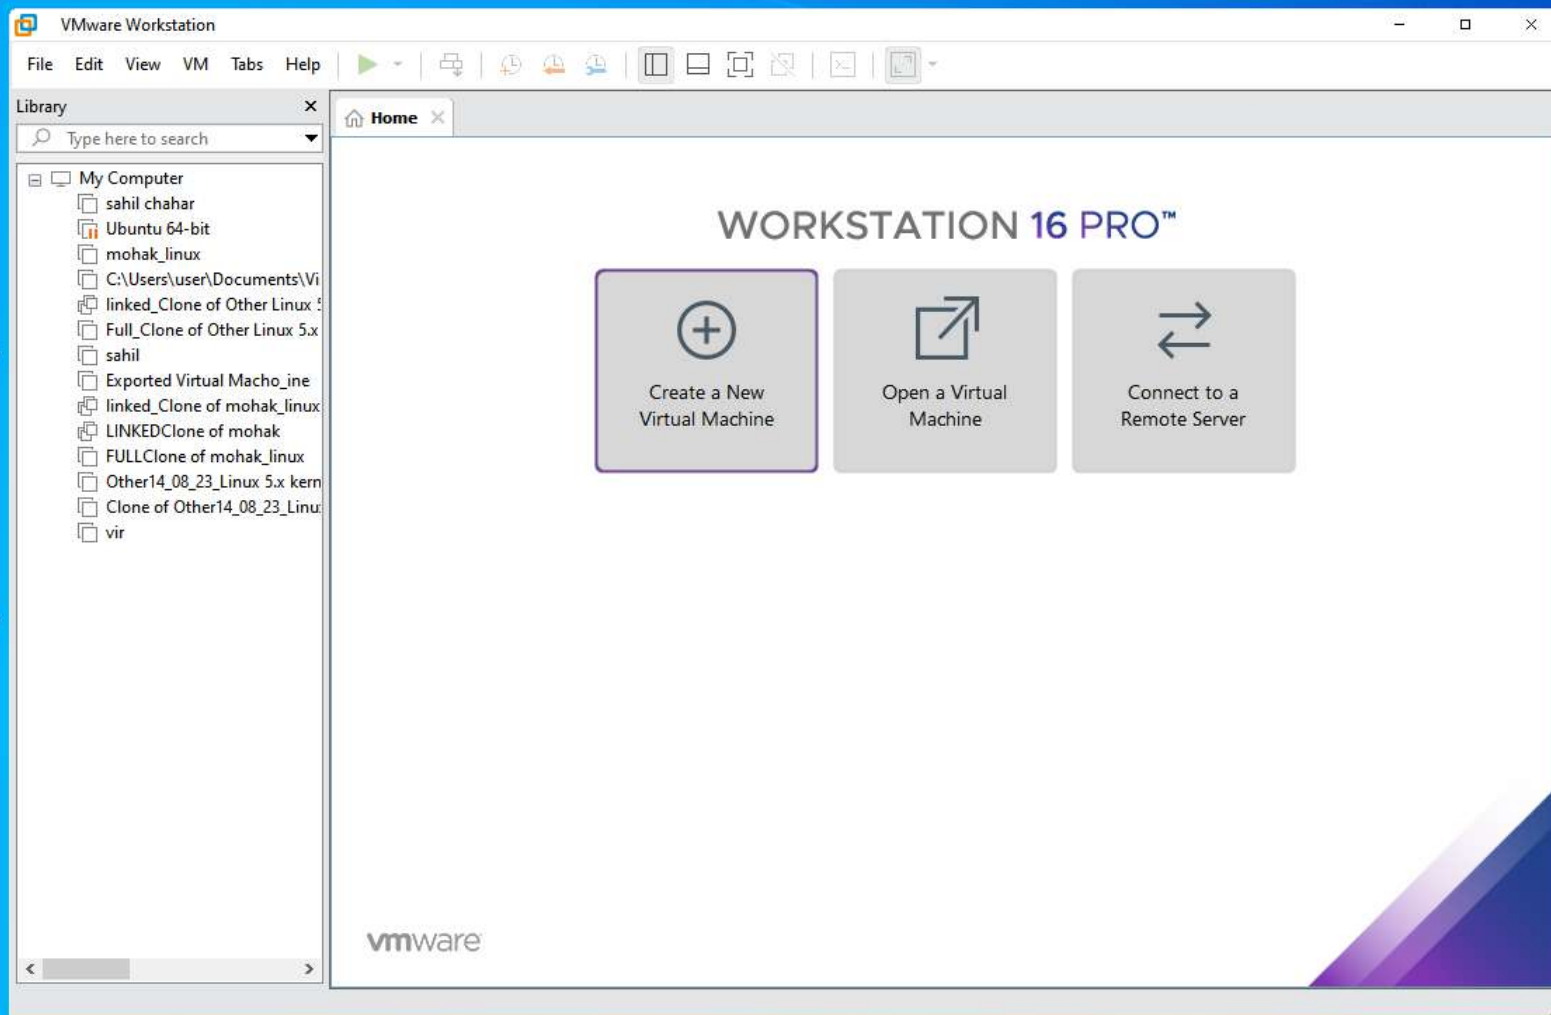 VMware Workstation
File Edit View VM Tabs Help
Library
Home
Type here to search
My Computer
sahil chahar
Ubuntu 64-bit
mohak_linux
C:\Users\user\Documents\Vi
linked_Clone of Other Linux 5
Full_Clone of Other Linux 5.x
sahil
Exported Virtual Macho_ine
linked_Clone of mohak_linux
LINKEDClone of mohak
FULLClone of mohak_linux
Other14_08_23_Linux 5.x kern
Clone of Other14_08_23_Linu
vir
WORKSTATION 16 PRO™
Create a New
Virtual Machine
Open a Virtual
Machine
Connect to a
Remote Server
vmware